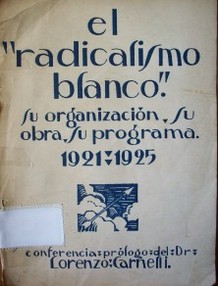 el
"radicalismo
blanco".
su organización, su
obra, su programa.
1921-1925
conferencia:prólogo:del:Dr:
Lorenzo:Carnelli.